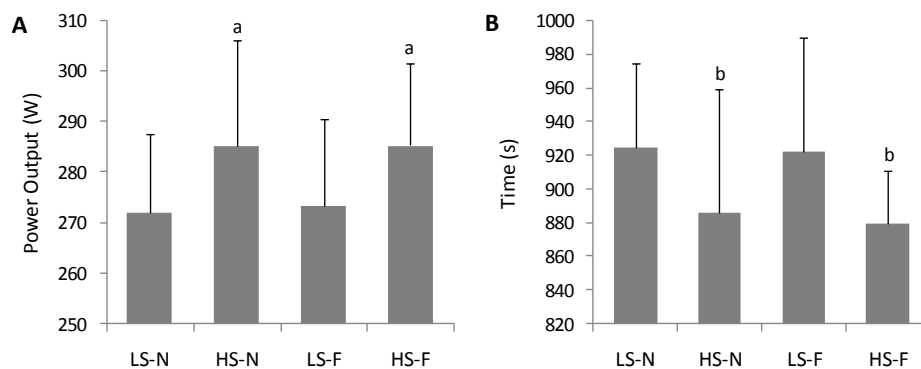 A
Power Output (W)
310
300
290
280
270
260
250
a
a
LS-N HS-N LS-F HS-F
B
Time (s)
1000
980
960
940
920
900
880
860
840
820
b
b
LS-N HS-N LS-F HS-F